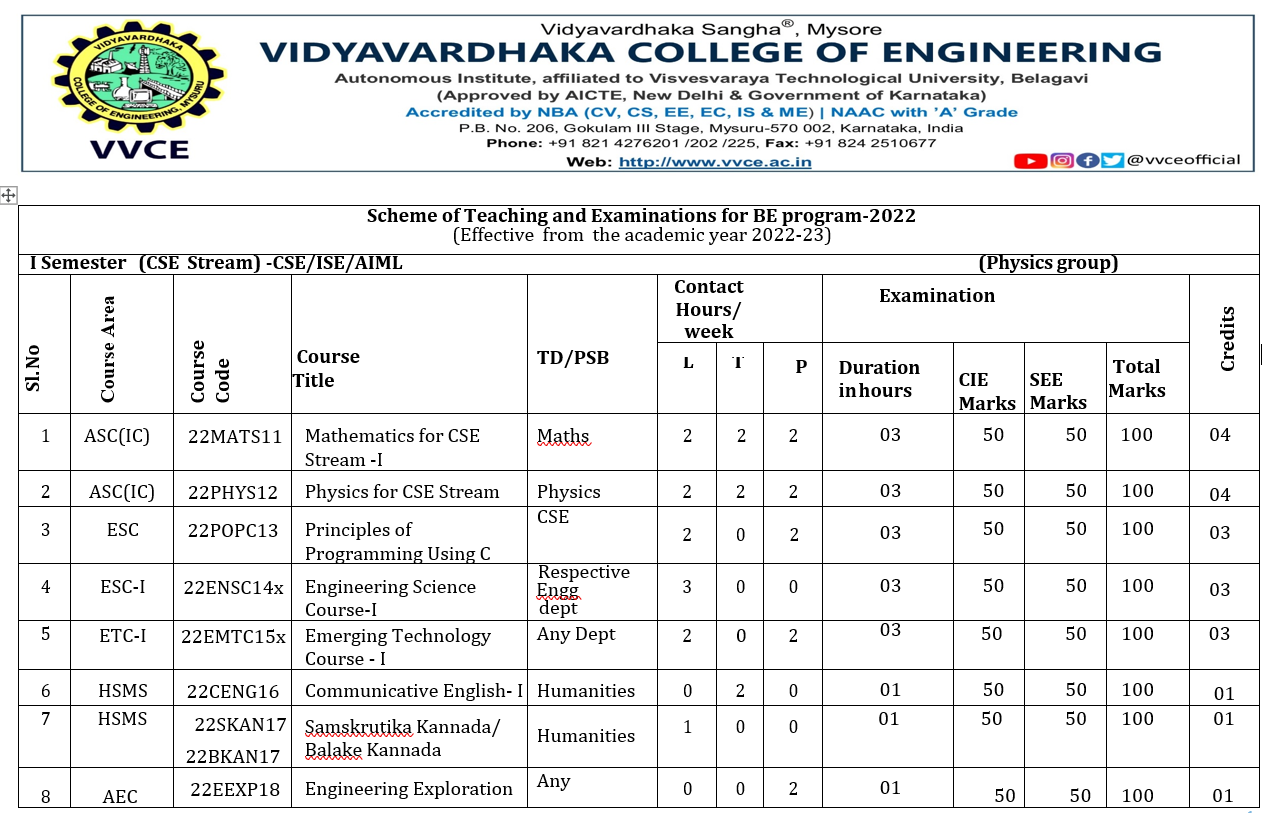 Vidyavardhaka Sangha®, Mysore
VIDYAVARDHAKA COLLEGE OF ENGINEERING
Autonomous Institute, affiliated to Visvesvaraya Technological University, Belagavi
(Approved by AICTE, New Delhi & Government of Karnataka)
Accredited by NBA (CV, CS, EE, EC, IS & ME) | NAAC with 'A' Grade
P.B. No. 206, Gokulam III Stage, Mysuru-570 002, Karnataka, India
Phone: +91 821 4276201 /202 /225, Fax: +91 824 2510677
Web: http://www.vvce.ac.in
@vvceofficial
VIDYAVARDHAKA
COLLEGE OF ENGINEERING, MYSURU
VVCE
Scheme of Teaching and Examinations for BE program-2022
(Effective from the academic year 2022-23)
I Semester (CSE Stream) -CSE/ISE/AIML (Physics group)
Sl.No
Course Area
Course
Code
Course
Title
TD/PSB
Contact
Hours/
week
L T P
Examination
Duration
in hours
CIE
Marks
SEE
Marks
Total
Marks
Credits
1 ASC(IC) 22MATS11 Mathematics for CSE Maths 2 2 2 03 50 50 100 04
Stream -I
2 ASC(IC) 22PHYS12 Physics for CSE Stream Physics 2 2 2 03 50 50 100 04
3 ESC 22POPC13 Principles of CSE 2 0 2 03 50 50 100 03
Programming Using C
4 ESC-I 22ENSC14x Engineering Science Respective 3 0 0 03 50 50 100 03
Course-I Engg
dept
5 ETC-I 22EMTC15x Emerging Technology Any Dept 2 0 2 03 50 50 100 03
Course - I
6 HSMS 22CENG16 Communicative English- I Humanities 0 2 0 01 50 50 100 01
7 HSMS 22SKAN17 Samskrutika Kannada/ Humanities 1 0 0 01 50 50 100 01
22BKAN17 Balake Kannada
8 AEC 22EEXP18 Engineering Exploration Any 0 0 2 01 50 50 100 01